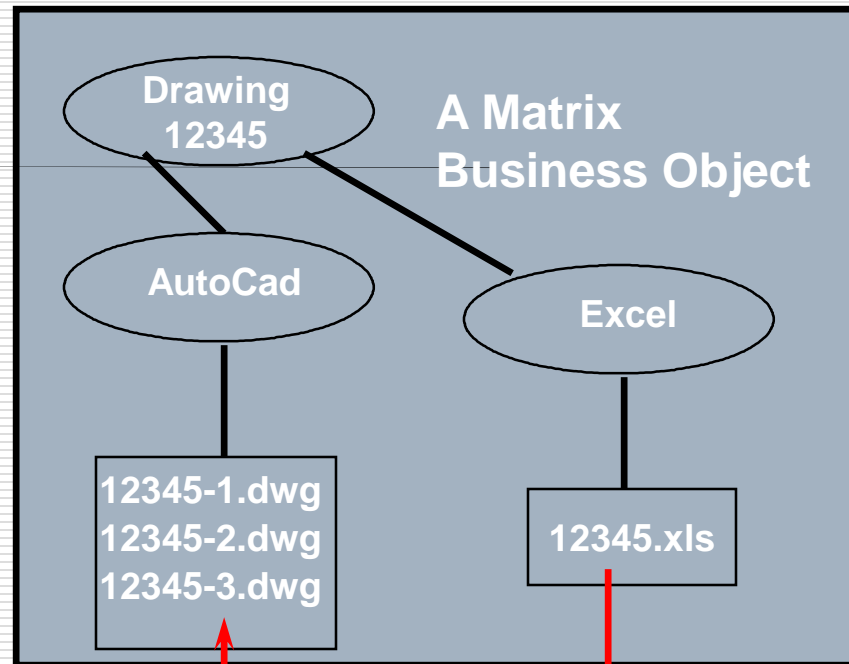 Drawing
12345
A Matrix
Business Object
AutoCad
Excel
12345-1.dwg
12345-2.dwg
12345-3.dwg
12345.xls